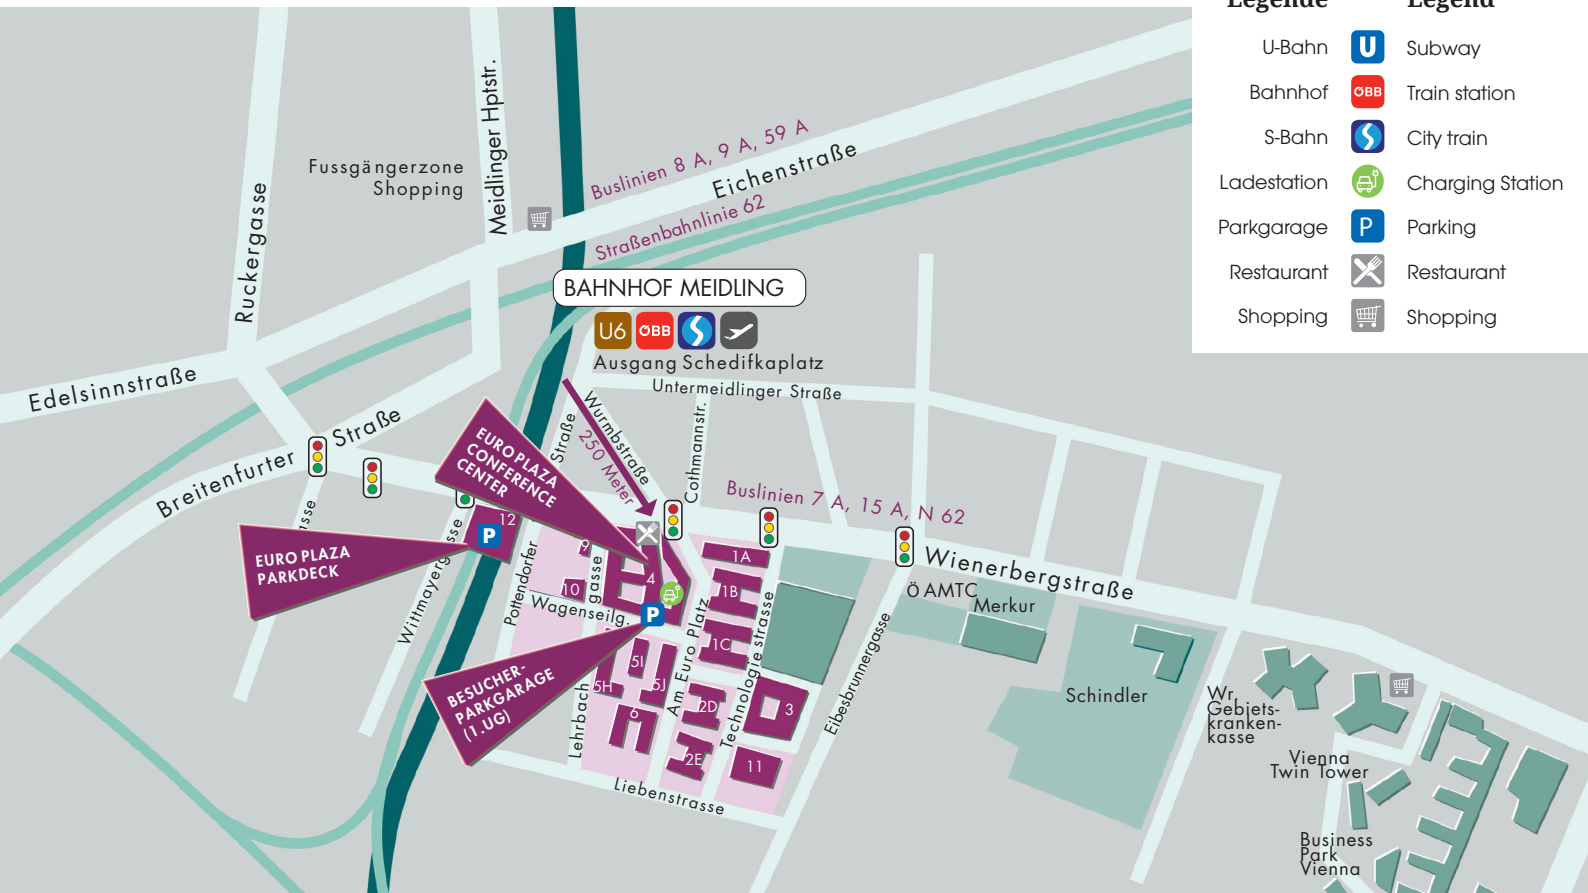 Legende Legend
U-Bahn U Subway
Bahnhof ÖBB Train station
S-Bahn S City train
Ladestation Charging Station
Parkgarage P Parking
Restaurant Restaurant
Shopping Shopping
Ruckergasse
Meidlinger Hptstr.
Fussgängerzone
Shopping
Buslinien 8 A, 9 A, 59 A
Eichenstraße
Straßenbahnlinie 62
BAHNHOF MEIDLING
U6 ÖBB S
Ausgang Schedifkaplatz
Untermeidlinger Straße
Edelsinnstraße
Breitenfurter Straße
Straße
Wurmbstraße
250 Meter
Cothmannstr.
Buslinien 7 A, 15 A, N 62
Wienerbergstraße
EURO PLAZA
CONFERENCE
CENTER
EURO PLAZA
PARKDECK
BESUCHER-
PARKGARAGE
(1.UG)
sse
Wittmayergasse
Pottendorfer
P
12
9
10
gasse
4
P
Wagenseilg.
Lehrbach
5H
5I
5J
6
Am Euro Platz
1A
1B
1C
2D
2E
Technologiestrasse
3
11
Liebenstrasse
Eibesbrunnergasse
Ö AMTC
Merkur
Schindler
Wr.
Gebiets-
kranken-
kasse
Vienna
Twin Tower
Business
Park
Vienna